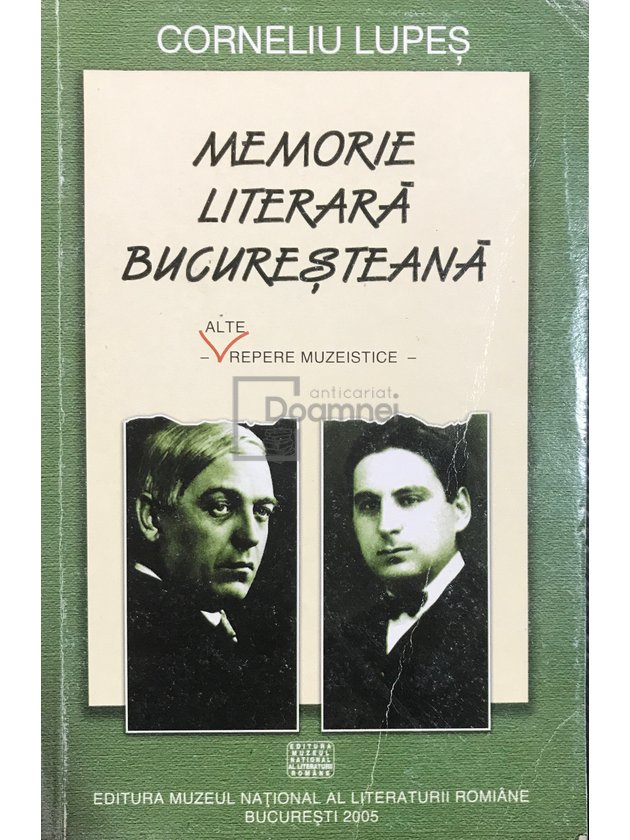 CORNELIU LUPEȘ
MEMORIE
LITERARĂ
BUCUREȘTEANĂ
ALTE
– REPERE MUZEISTICE –
anticariat
Doamnei
EDITURA
MUZEUL
NAȚIONAL
AL LITERATURII
ROMÂNE
EDITURA MUZEUL NAȚIONAL AL LITERATURII ROMÂNE
BUCUREȘTI 2005